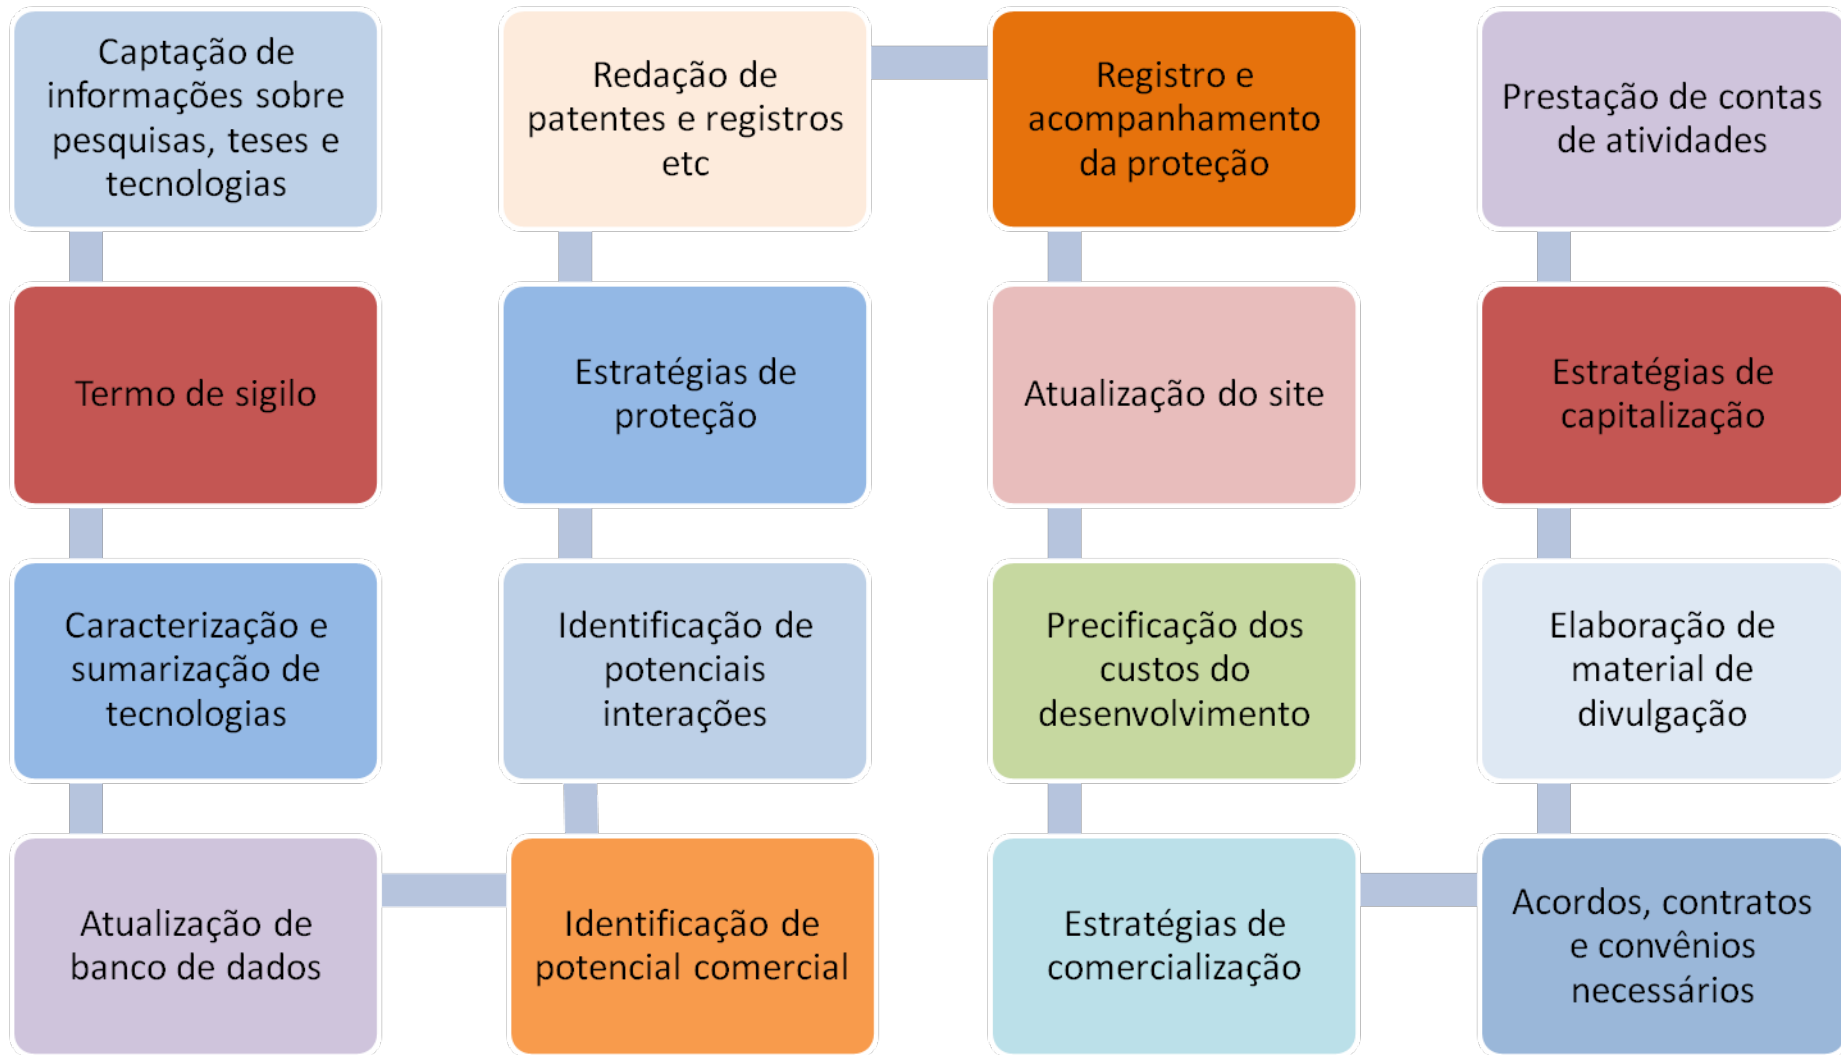 Captação de
informações sobre
pesquisas, teses e
tecnologias
Termo de sigilo
Caracterização e
sumarização de
tecnologias
Atualização de
banco de dados
Identificação de
potencial comercial
Identificação de
potenciais
interações
Estratégias de
proteção
Redação de
patentes e registros
etc
Registro e
acompanhamento
da proteção
Atualização do site
Precificação dos
custos do
desenvolvimento
Estratégias de
comercialização
Acordos, contratos
e convênios
necessários
Elaboração de
material de
divulgação
Estratégias de
capitalização
Prestação de contas
de atividades